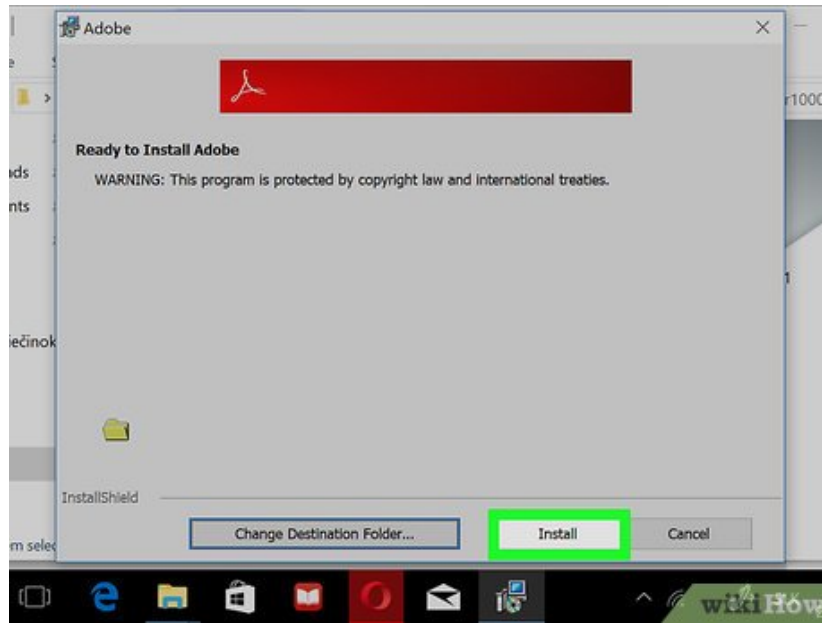 Adobe
r1000
Ready to Install Adobe
WARNING: This program is protected by copyright law and international treaties.
ads
nts
1
iečinok
InstallShield
Change Destination Folder...
Install
Cancel
m selec
wikiHow